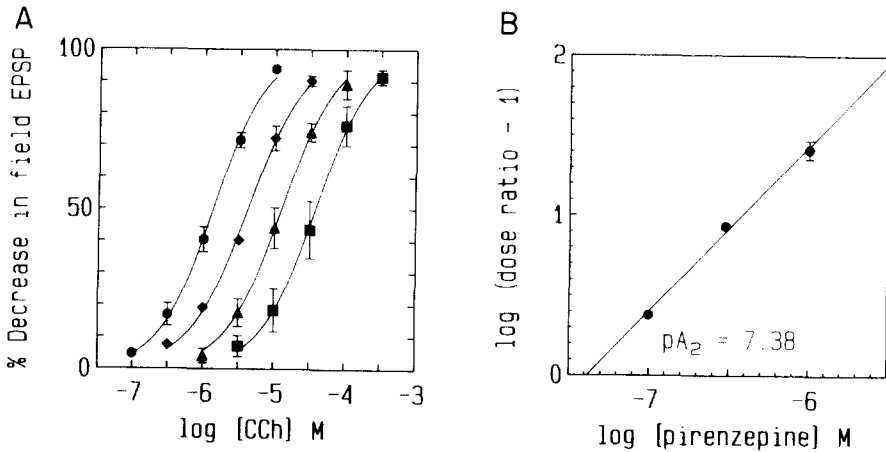 A
% Decrease in field EPSP
100
50
0
-7 -6 -5 -4 -3
log [CCh] M
B
log (dose ratio - 1)
2
1
0
pA2 = 7.38
-7 -6
log [pirenzepine] M